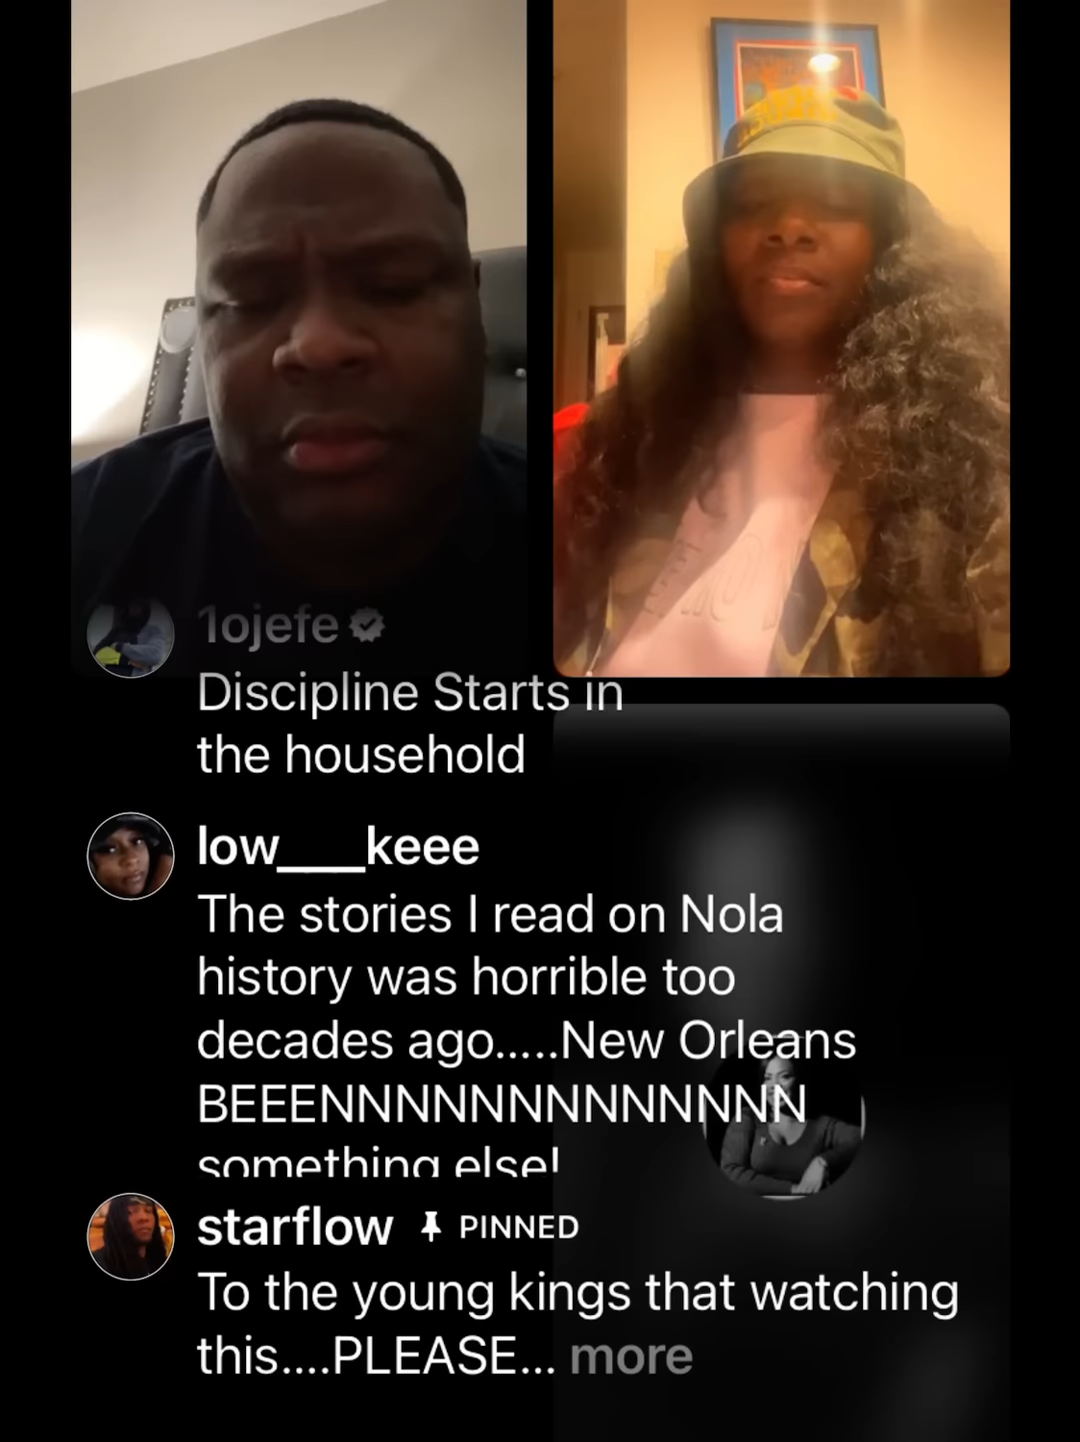 1ojefe
Discipline Starts in
the household
low___keee
The stories I read on Nola
history was horrible too
decades ago.....New Orleans
BEEENNNNNNNNNNNNNN
something else!
starflow PINNED
To the young kings that watching
this....PLEASE... more